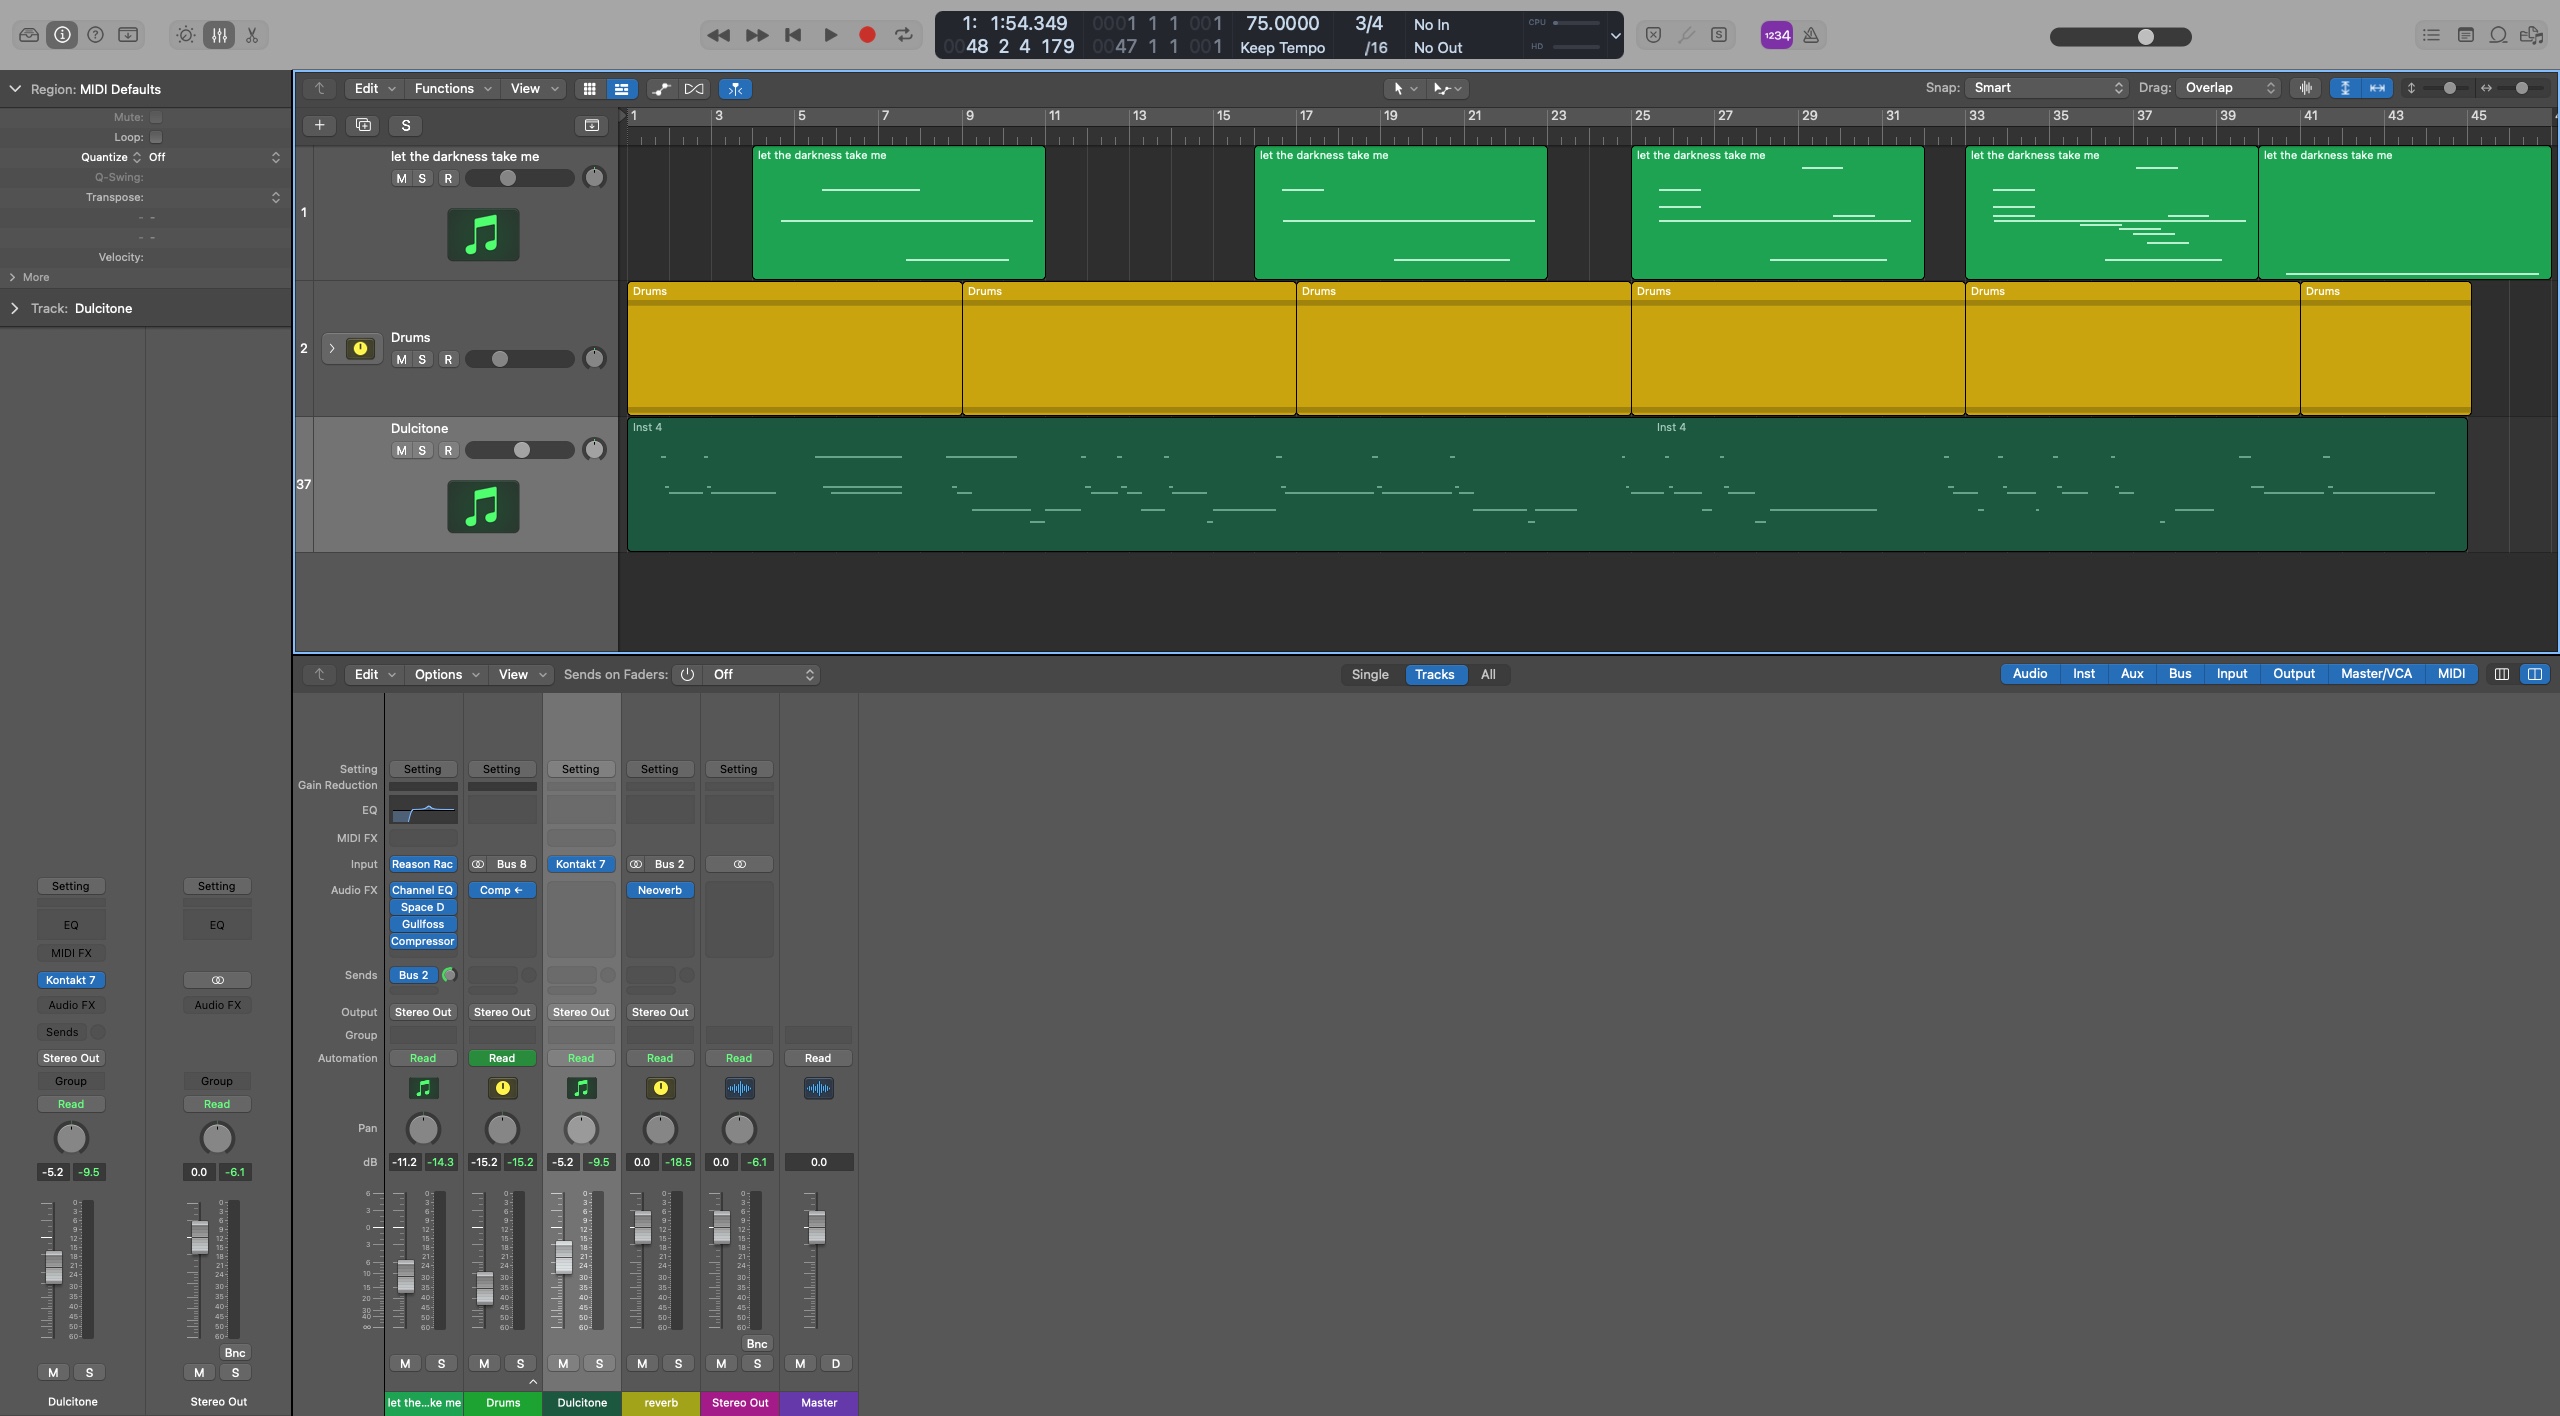 1: 1:54.349
0001 1 1 001
75.0000
3/4
No In
CPU
0048 2 4 179
0047 1 1 001
Keep Tempo
/16
No Out
HD
1234
Region: MIDI Defaults
Mute:
Loop:
Quantize Off
Q-Swing:
Transpose:
- -
- -
Velocity:
More
Track: Dulcitone
Edit Functions View
Snap: Smart
Drag: Overlap
S
1 3 5 7 9 11 13 15 17 19 21 23 25 27 29 31 33 35 37 39 41 43 45
1
let the darkness take me
M S R
let the darkness take me
let the darkness take me
let the darkness take me
let the darkness take me
let the darkness take me
2
Drums
M S R
Drums
Drums
Drums
Drums
Drums
Drums
37
Dulcitone
M S R
Inst 4
Inst 4
Edit Options View Sends on Faders: Off
Single Tracks All
Audio Inst Aux Bus Input Output Master/VCA MIDI
Setting Setting Setting Setting Setting Setting
Gain Reduction
EQ
MIDI FX
Input Reason Rac Bus 8 Kontakt 7 Bus 2
Audio FX Channel EQ Comp ← Neoverb
Space D
Gullfoss
Compressor
Sends Bus 2
Output Stereo Out Stereo Out Stereo Out Stereo Out
Group
Automation Read Read Read Read Read Read
Pan
dB -11.2 -14.3 -15.2 -15.2 -5.2 -9.5 0.0 -18.5 0.0 -6.1 0.0
Bnc
M S M S M S M S M S M D
let the...ke me Drums Dulcitone reverb Stereo Out Master
Setting Setting
EQ EQ
MIDI FX
Kontakt 7
Audio FX Audio FX
Sends
Stereo Out
Group Group
Read Read
-5.2 -9.5 0.0 -6.1
Bnc
M S M S
Dulcitone Stereo Out